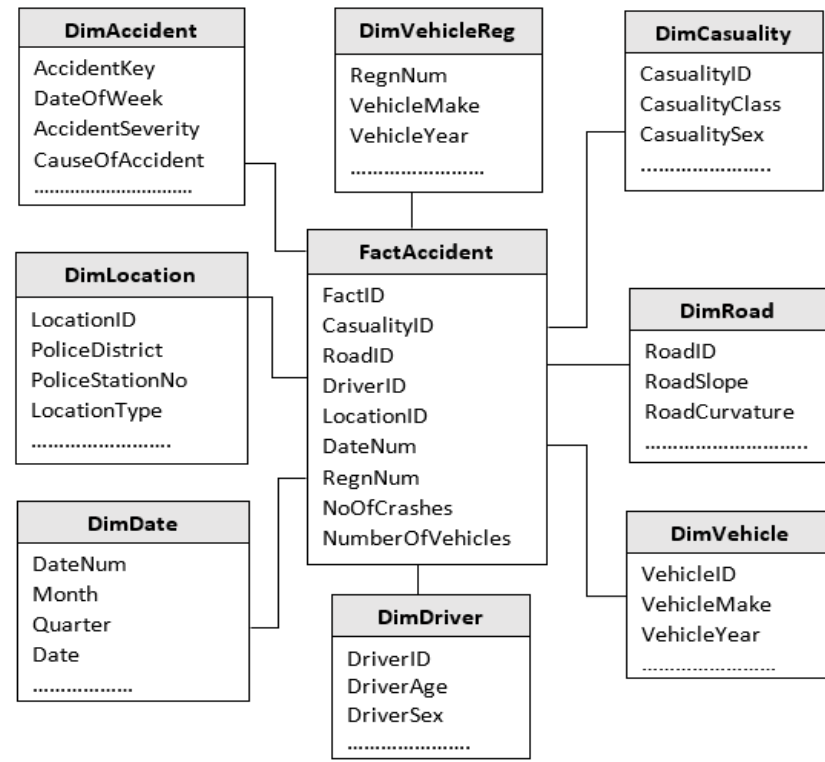 DimAccident
AccidentKey
DateOfWeek
AccidentSeverity
CauseOfAccident
................................
DimVehicleReg
RegnNum
VehicleMake
VehicleYear
..........................
DimCasuality
CasualityID
CasualityClass
CasualitySex
..........................
DimLocation
LocationID
PoliceDistrict
PoliceStationNo
LocationType
............................
FactAccident
FactID
CasualityID
RoadID
DriverID
LocationID
DateNum
RegnNum
NoOfCrashes
NumberOfVehicles
DimRoad
RoadID
RoadSlope
RoadCurvature
................................
DimDate
DateNum
Month
Quarter
Date
....................
DimDriver
DriverID
DriverAge
DriverSex
........................
DimVehicle
VehicleID
VehicleMake
VehicleYear
..........................